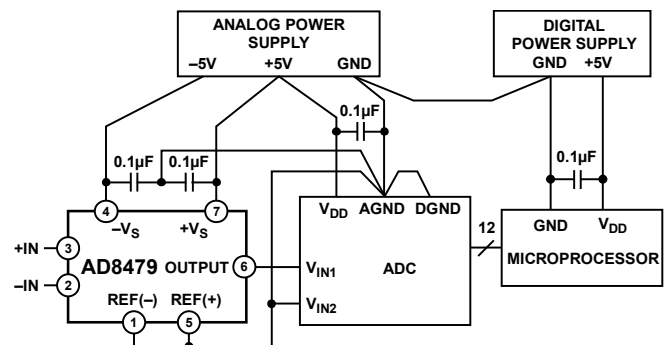 ANALOG POWER
SUPPLY
–5V +5V GND
DIGITAL
POWER SUPPLY
GND +5V
0.1µF
0.1µF 0.1µF
0.1µF
4 7
–VS +VS
VDD AGND DGND
GND VDD
12
+IN 3
AD8479 OUTPUT 6
VIN1
ADC
MICROPROCESSOR
–IN 2
REF(–) REF(+)
VIN2
1 5